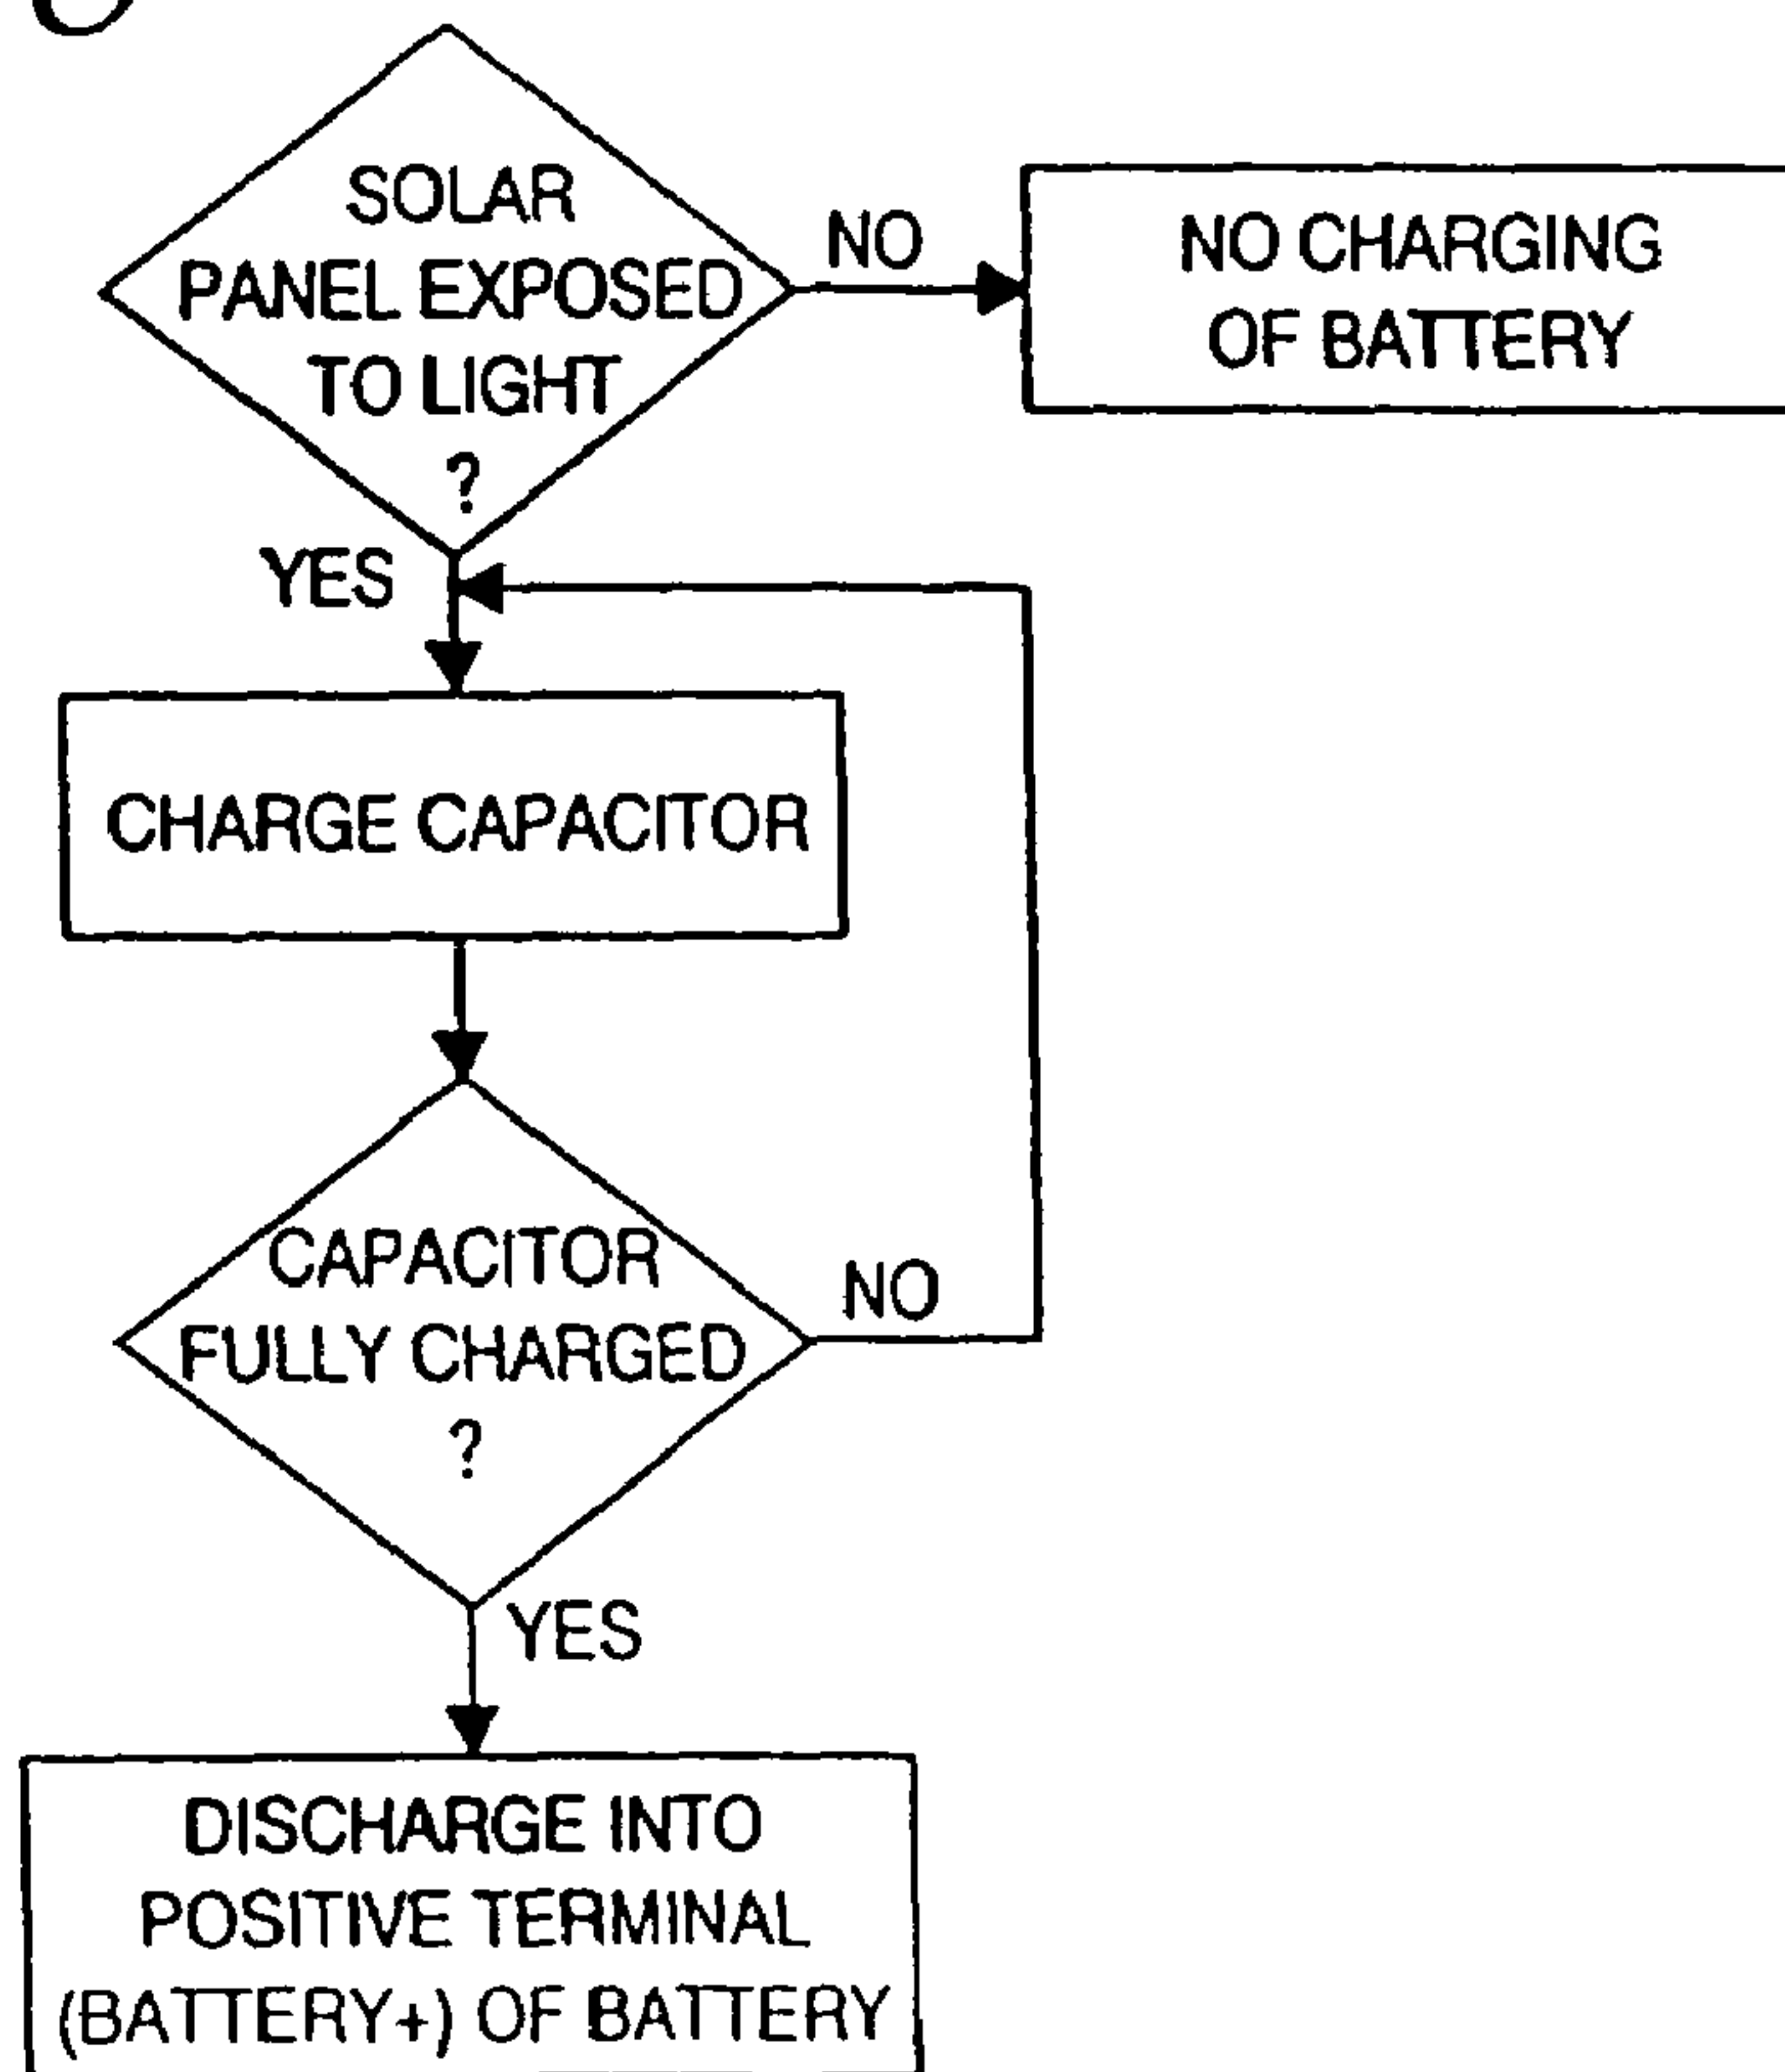 SOLAR
PANEL EXPOSED
TO LIGHT
?
NO
NO CHARGING
OF BATTERY
YES
CHARGE CAPACITOR
CAPACITOR
FULLY CHARGED
?
NO
YES
DISCHARGE INTO
POSITIVE TERMINAL
(BATTERY+) OF BATTERY